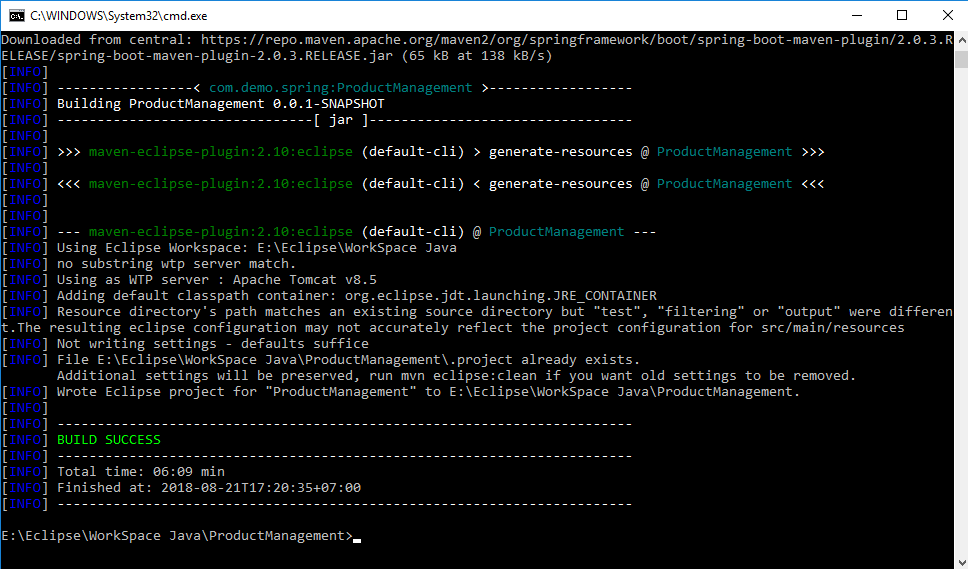 C:\WINDOWS\System32\cmd.exe
Downloaded from central: https://repo.maven.apache.org/maven2/org/springframework/boot/spring-boot-maven-plugin/2.0.3.R
ELEASE/spring-boot-maven-plugin-2.0.3.RELEASE.jar (65 kB at 138 kB/s)
[INFO]
[INFO] -----------------< com.demo.spring:ProductManagement >------------------
[INFO] Building ProductManagement 0.0.1-SNAPSHOT
[INFO] --------------------------------[ jar ]---------------------------------
[INFO]
[INFO] >>> maven-eclipse-plugin:2.10:eclipse (default-cli) > generate-resources @ ProductManagement >>>
[INFO]
[INFO] <<< maven-eclipse-plugin:2.10:eclipse (default-cli) < generate-resources @ ProductManagement <<<
[INFO]
[INFO]
[INFO] --- maven-eclipse-plugin:2.10:eclipse (default-cli) @ ProductManagement ---
[INFO] Using Eclipse Workspace: E:\Eclipse\WorkSpace Java
[INFO] no substring wtp server match.
[INFO] Using as WTP server : Apache Tomcat v8.5
[INFO] Adding default classpath container: org.eclipse.jdt.launching.JRE_CONTAINER
[INFO] Resource directory's path matches an existing source directory but "test", "filtering" or "output" were differen
t.The resulting eclipse configuration may not accurately reflect the project configuration for src/main/resources
[INFO] Not writing settings - defaults suffice
[INFO] File E:\Eclipse\WorkSpace Java\ProductManagement\.project already exists.
       Additional settings will be preserved, run mvn eclipse:clean if you want old settings to be removed.
[INFO] Wrote Eclipse project for "ProductManagement" to E:\Eclipse\WorkSpace Java\ProductManagement.
[INFO]
[INFO] ------------------------------------------------------------------------
[INFO] BUILD SUCCESS
[INFO] ------------------------------------------------------------------------
[INFO] Total time: 06:09 min
[INFO] Finished at: 2018-08-21T17:20:35+07:00
[INFO] ------------------------------------------------------------------------
E:\Eclipse\WorkSpace Java\ProductManagement>